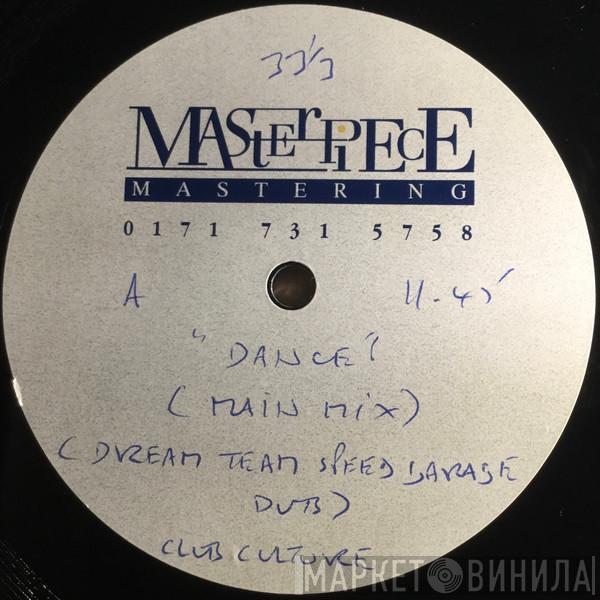 33⅓
MASterPiECE
MASTERING
0171 731 5758
A 11-45
"DANCE"
(MAIN MIX)
(DREAM TEAM SPEED GARAGE
DUB)
CLUB CULTURE
МАРКЕТ ВИНИЛА